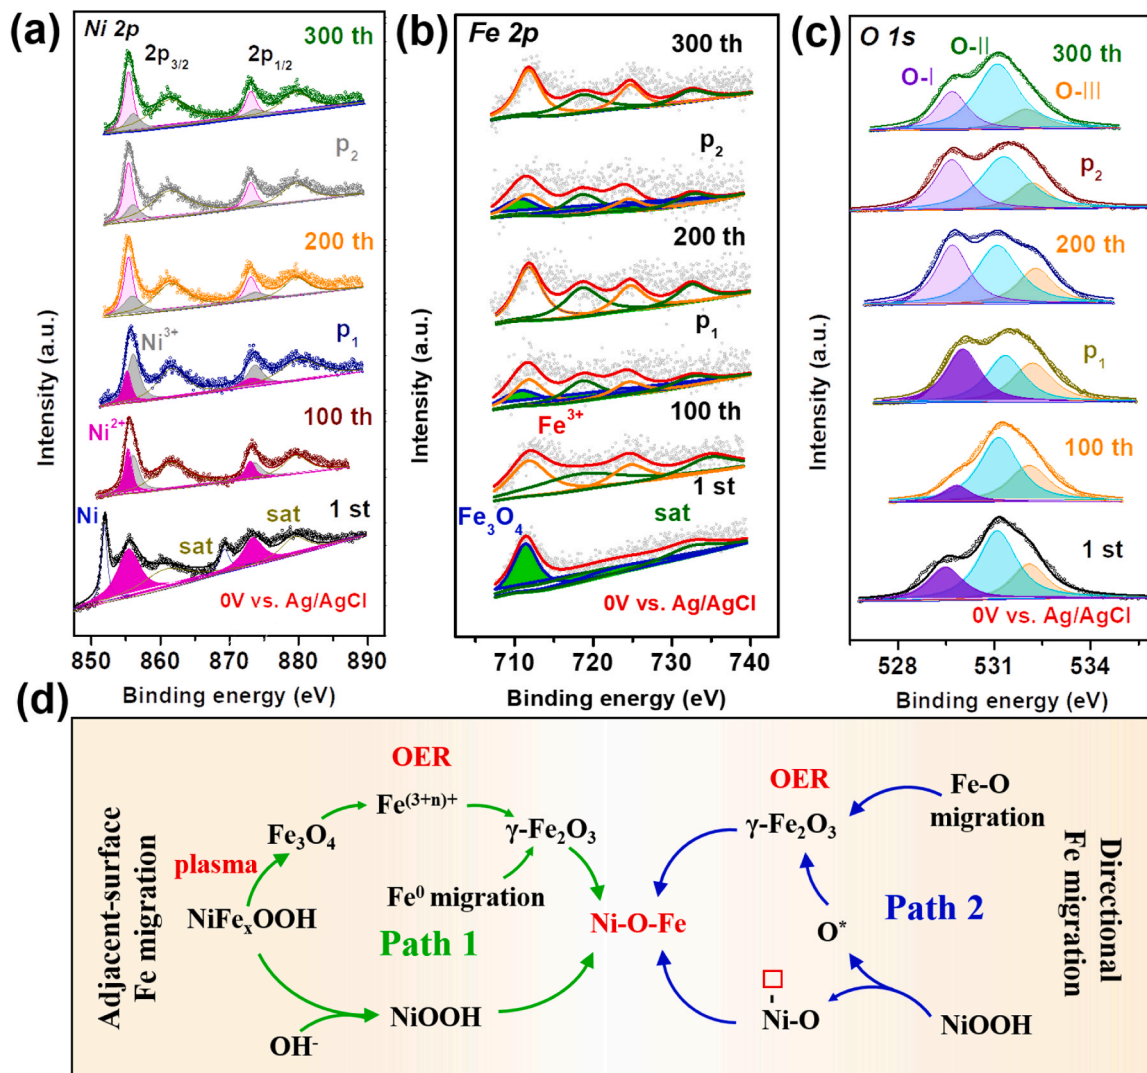 (a)
Ni 2p
300 th
2p3/2
2p1/2
p2
200 th
Ni3+
p1
Ni2+
100 th
Ni
sat
sat
1 st
0V vs. Ag/AgCl
Intensity (a.u.)
850 860 870 880 890
Binding energy (eV)
(b)
Fe 2p
300 th
p2
200 th
p1
Fe3+
100 th
Fe3O4
sat
1 st
0V vs. Ag/AgCl
Intensity (a.u.)
710 720 730 740
Binding energy (eV)
(c)
O 1s
300 th
O-II
O-I
O-III
p2
200 th
p1
100 th
1 st
0V vs. Ag/AgCl
Intensity (a.u.)
528 531 534
Binding energy (eV)
(d)
Adjacent-surface
Fe migration
OER
Fe(3+n)+
Fe3O4
γ-Fe2O3
plasma
Fe0 migration
NiFexOOH
Path 1
NiOOH
OH-
Ni-O-Fe
OER
Fe-O
migration
γ-Fe2O3
Path 2
O*
Ni-O
NiOOH
Directional
Fe migration